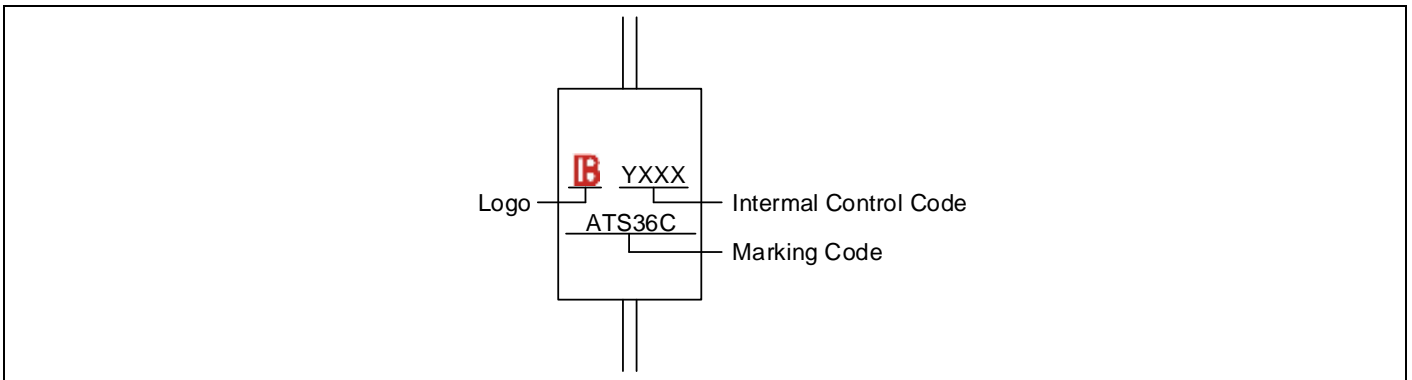 B YXXX
Logo
Intermal Control Code
ATS36C
Marking Code